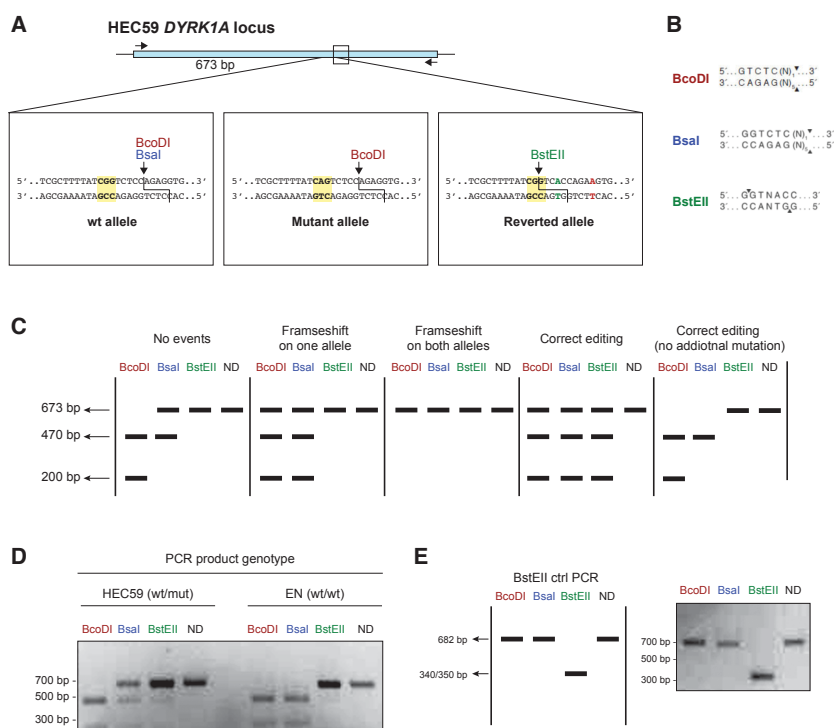 A
HEC59 DYRK1A locus
673 bp
BcoDI
BsaI
5'..TCGCTTTTATCGGTCTCCAGAGGTG..3'
3'..AGCGAAAATAGCCAGAGGTCTCCAC..5'
wt allele
BcoDI
5'..TCGCTTTTATCAGTCTCCAGAGGTG..3'
3'..AGCGAAAATAGTCAGAGGTCTCCAC..5'
Mutant allele
BstEII
5'..TCGCTTTTATCGGTCACCAGAAGTG..3'
3'..AGCGAAAATAGCCAGTGGTCTTCAC..5'
Reverted allele
B
BcoDI
5'...GTCTC(N)1...3'
3'...CAGAG(N)5...5'
BsaI
5'...GGTCTC(N)1...3'
3'...CCAGAG(N)5...5'
BstEII
5'...GGTNACC...3'
3'...CCANTGG...5'
C
No events
Framseshift on one allele
Framseshift on both alleles
Correct editing
Correct editing (no addiotnal mutation)
BcoDI BsaI BstEII ND BcoDI BsaI BstEII ND BcoDI BsaI BstEII ND BcoDI BsaI BstEII ND BcoDI BsaI BstEII ND
673 bp
470 bp
200 bp
D
PCR product genotype
HEC59 (wt/mut) EN (wt/wt)
BcoDI BsaI BstEII ND BcoDI BsaI BstEII ND
700 bp -
500 bp -
300 bp -
E
BstEII ctrl PCR
BcoDI BsaI BstEII ND
682 bp
340/350 bp
BcoDI BsaI BstEII ND
700 bp -
500 bp -
300 bp -